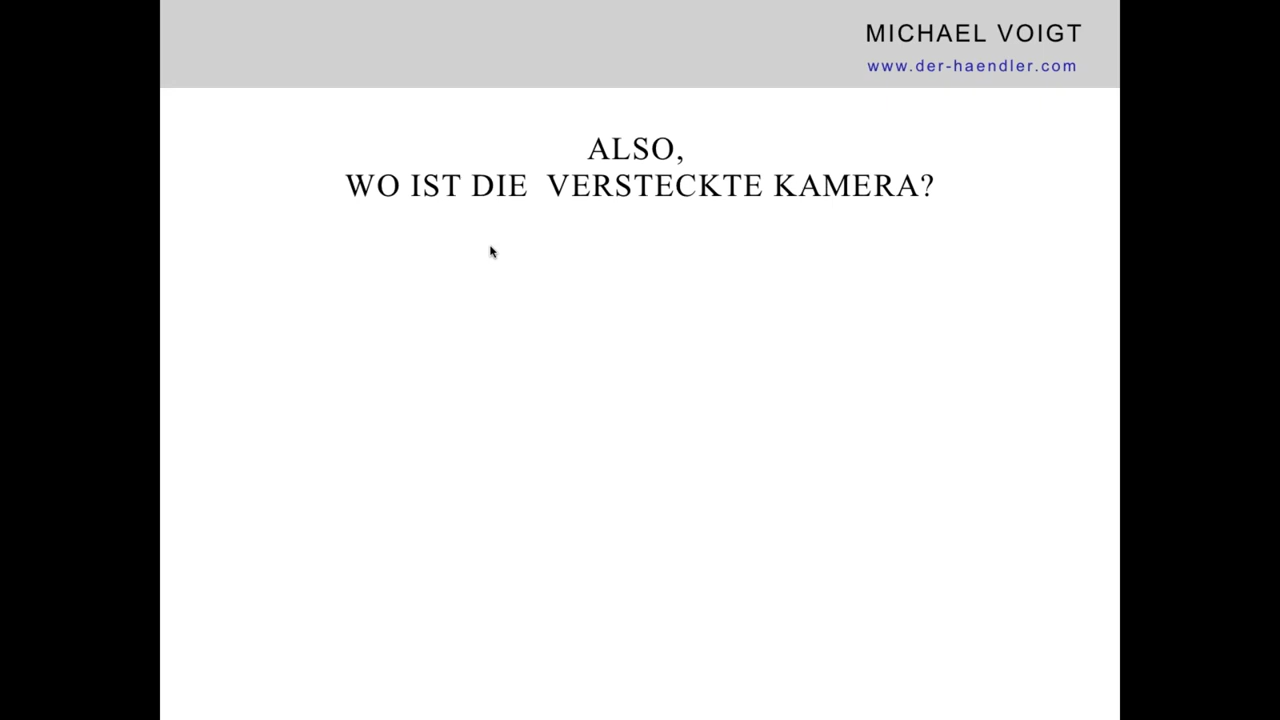 MICHAEL VOIGT
www.der-haendler.com
ALSO,
WO IST DIE  VERSTECKTE KAMERA?